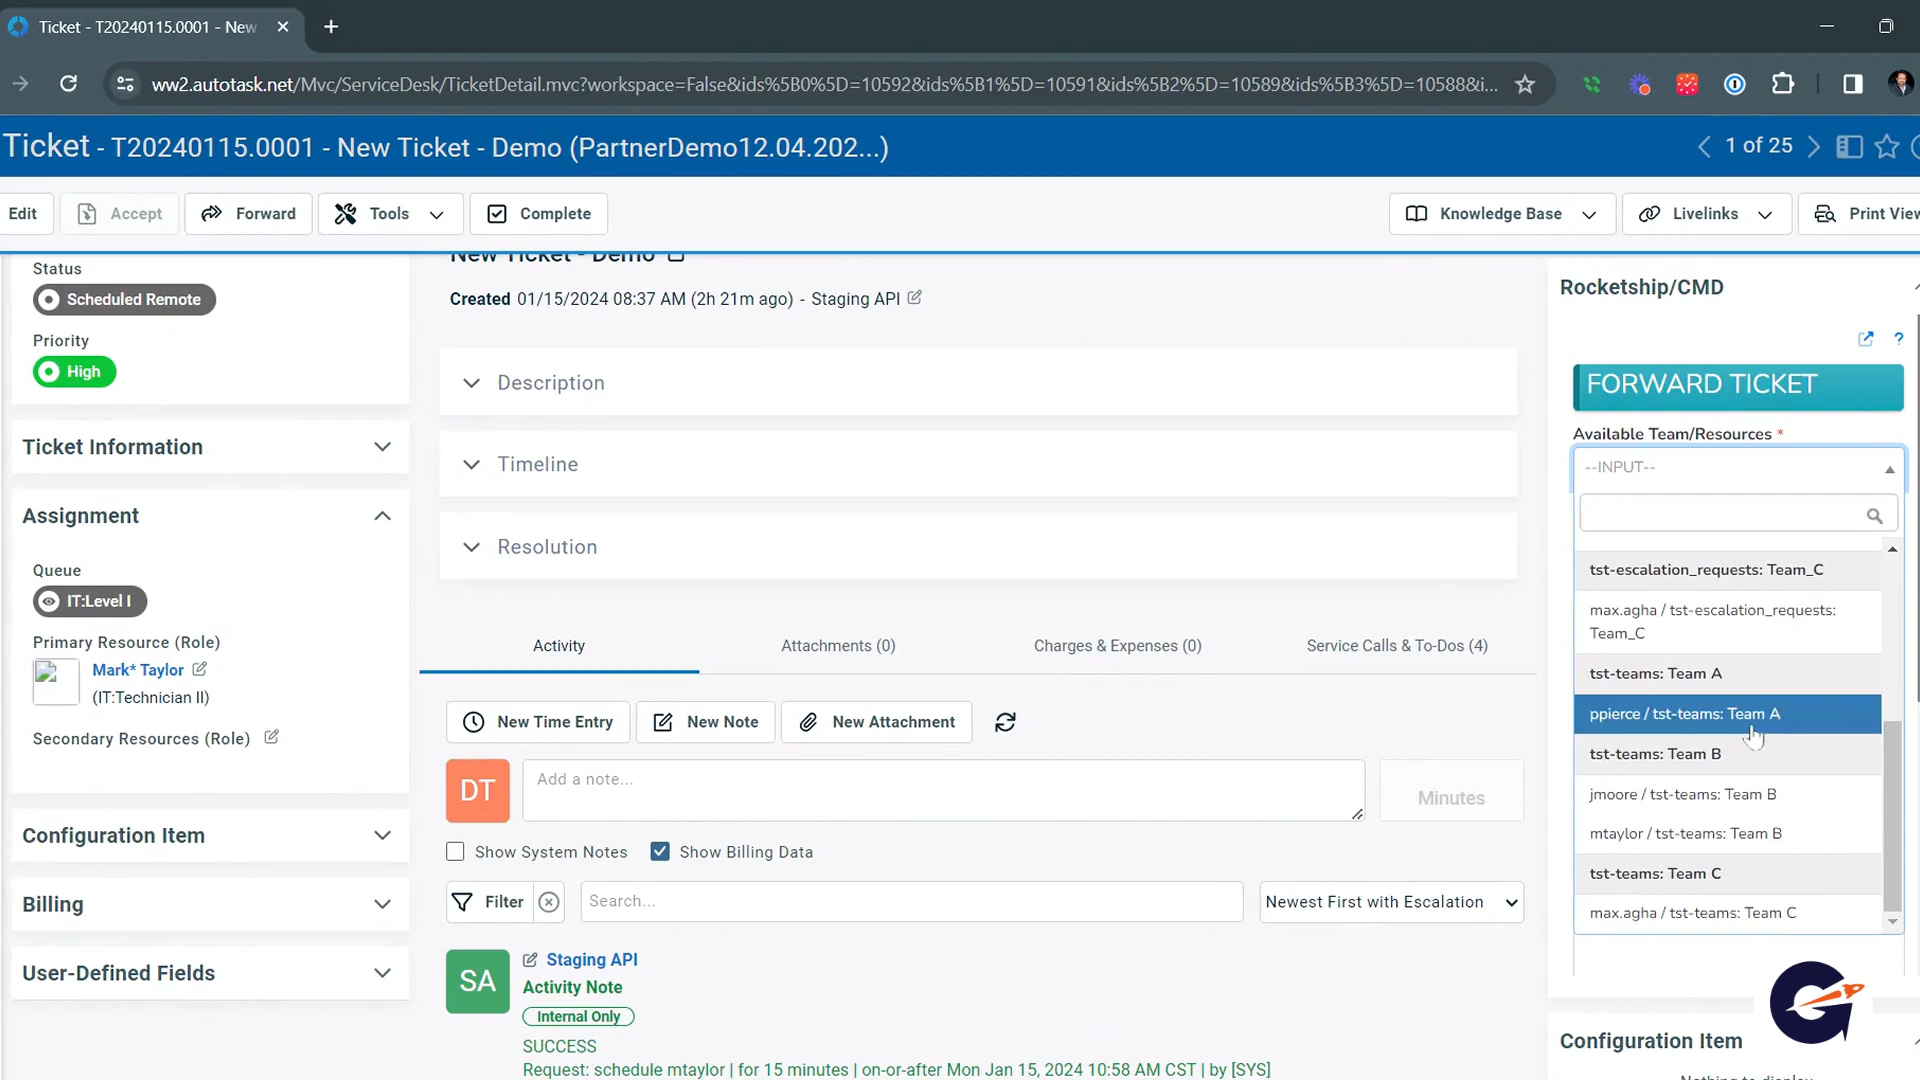 Ticket - T20240115.0001 - New
ww2.autotask.net/Mvc/ServiceDesk/TicketDetail.mvc?workspace=False&ids%5B0%5D=10592&ids%5B1%5D=10591&ids%5B2%5D=10589&ids%5B3%5D=10588&i...
Ticket - T20240115.0001 - New Ticket - Demo (PartnerDemo12.04.202...)
1 of 25
Edit
Accept
Forward
Tools
Complete
Knowledge Base
Livelinks
Print View
Status
Scheduled Remote
Priority
High
Ticket Information
Assignment
Queue
IT:Level I
Primary Resource (Role)
Mark* Taylor
(IT:Technician II)
Secondary Resources (Role)
Configuration Item
Billing
User-Defined Fields
New Ticket - Demo
Created 01/15/2024 08:37 AM (2h 21m ago) - Staging API
Description
Timeline
Resolution
Activity
Attachments (0)
Charges & Expenses (0)
Service Calls & To-Dos (4)
New Time Entry
New Note
New Attachment
DT
Add a note...
Minutes
Show System Notes
Show Billing Data
Filter
Search...
Newest First with Escalation
SA
Staging API
Activity Note
Internal Only
SUCCESS
Request: schedule mtaylor | for 15 minutes | on-or-after Mon Jan 15, 2024 10:58 AM CST | by [SYS]
Rocketship/CMD
?
FORWARD TICKET
Available Team/Resources *
--INPUT--
tst-escalation_requests: Team_C
max.agha / tst-escalation_requests:
Team_C
tst-teams: Team A
ppierce / tst-teams: Team A
tst-teams: Team B
jmoore / tst-teams: Team B
mtaylor / tst-teams: Team B
tst-teams: Team C
max.agha / tst-teams: Team C
Configuration Item
Nothing to display